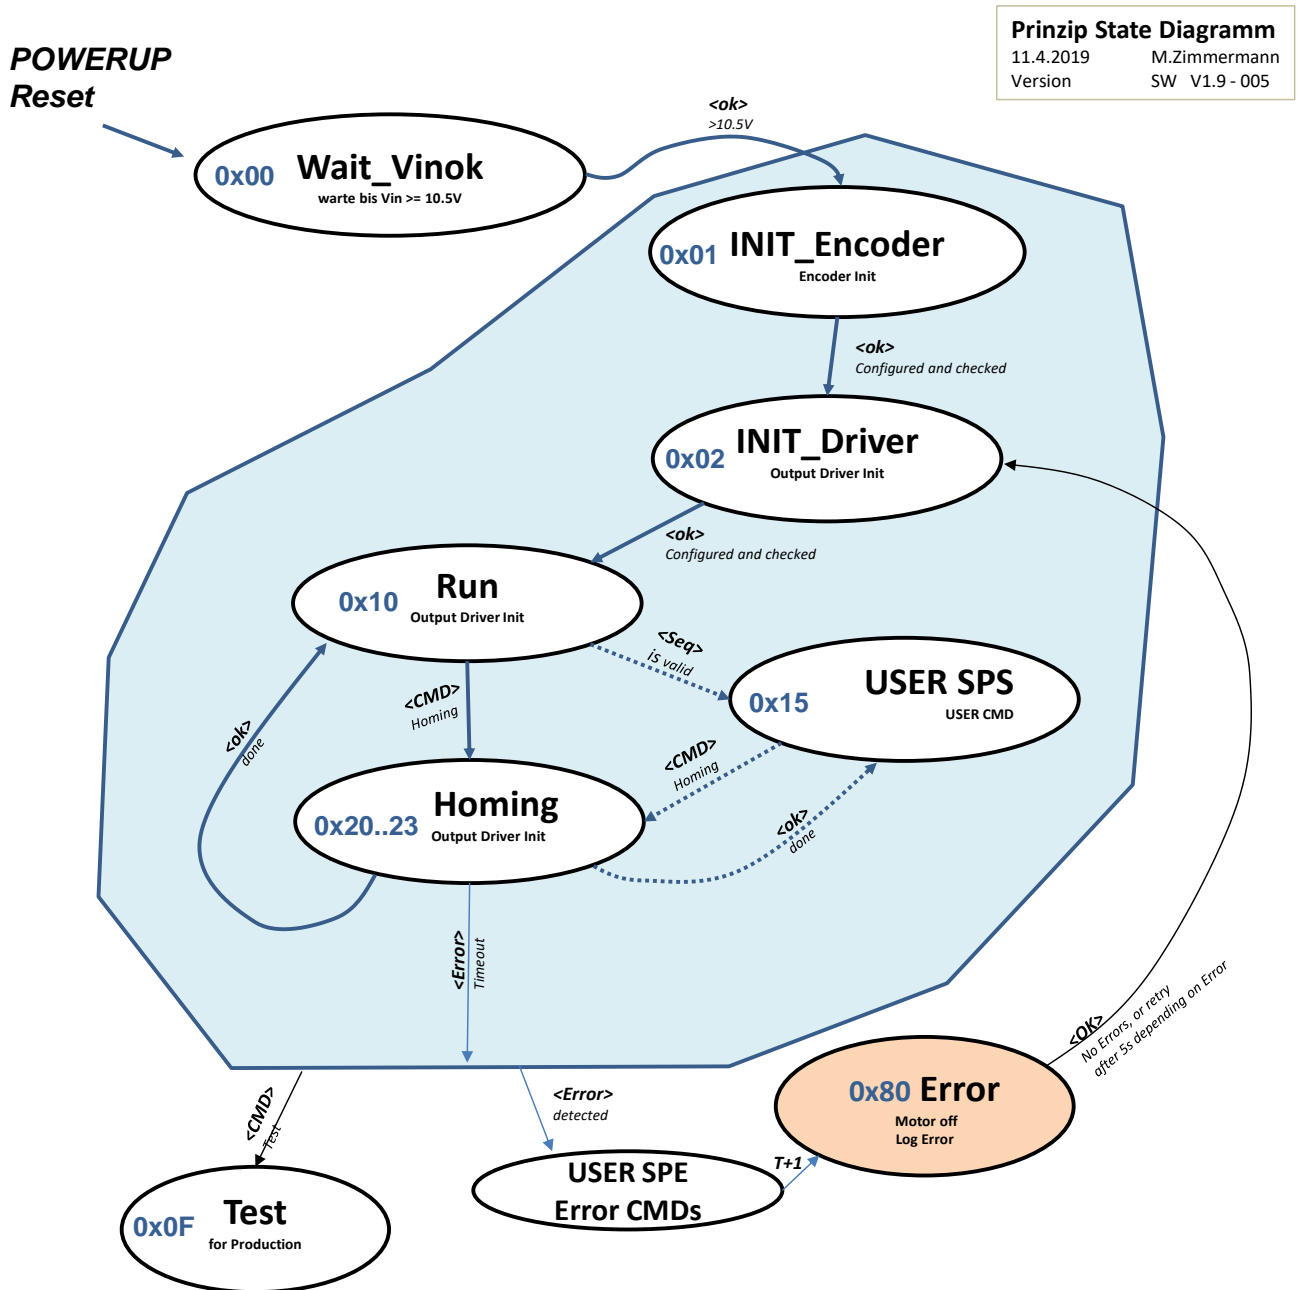 Prinzip State Diagramm
11.4.2019 M.Zimmermann
Version SW V1.9 - 005
POWERUP
Reset
<ok>
>10.5V
0x00 Wait_Vinok
warte bis Vin >= 10.5V
0x01 INIT_Encoder
Encoder Init
<ok>
Configured and checked
0x02 INIT_Driver
Output Driver Init
<ok>
Configured and checked
0x10 Run
Output Driver Init
<Seq>
is valid
0x15 USER SPS
USER CMD
<CMD>
Homing
<ok>
done
<CMD>
Homing
0x20..23 Homing
Output Driver Init
<ok>
done
<Error>
Timeout
<OK>
No Errors, or retry
after 5s depending on Error
0x80 Error
Motor off
Log Error
<CMD>
Test
<Error>
detected
T+1
USER SPE
Error CMDs
0x0F Test
for Production